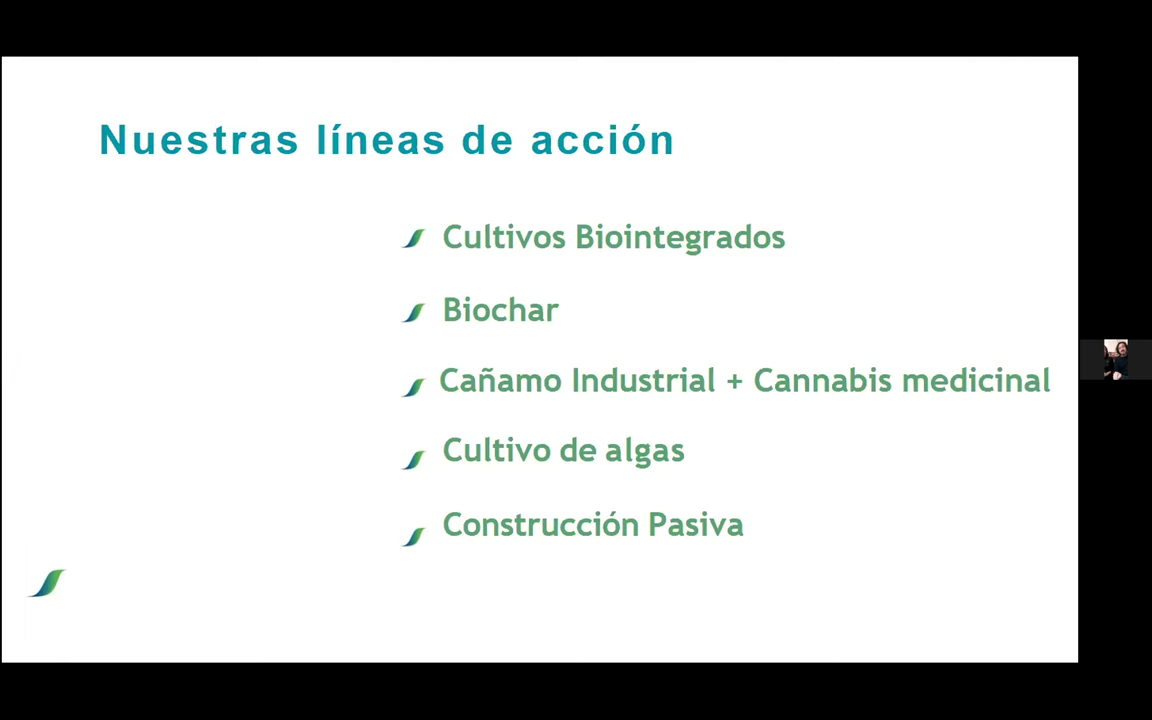 Nuestras líneas de acción
Cultivos Biointegrados
Biochar
Cañamo Industrial + Cannabis medicinal
Cultivo de algas
Construcción Pasiva